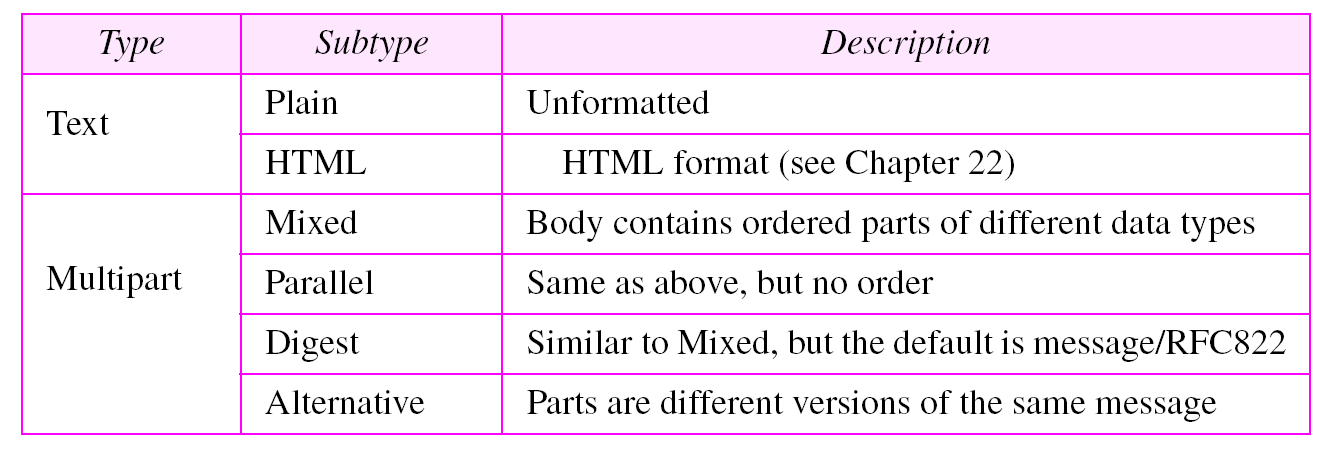 Type Subtype Description
Text Plain Unformatted
HTML HTML format (see Chapter 22)
Multipart Mixed Body contains ordered parts of different data types
Parallel Same as above, but no order
Digest Similar to Mixed, but the default is message/RFC822
Alternative Parts are different versions of the same message